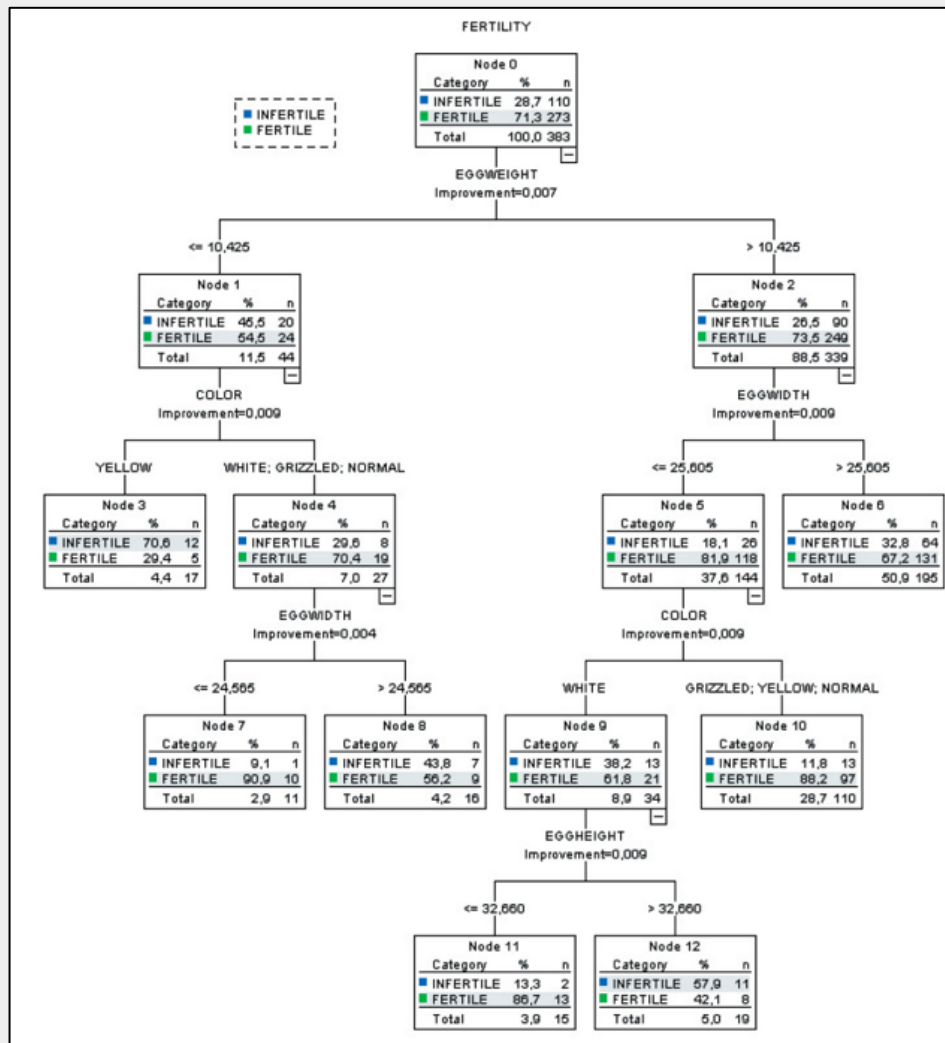 FERTILITY
INFERTILE
FERTILE
Node 0
Category % n
INFERTILE 28,7 110
FERTILE 71,3 273
Total 100,0 383
EGGWEIGHT
Improvement=0,007
<= 10,425
> 10,425
Node 1
Category % n
INFERTILE 45,5 20
FERTILE 54,5 24
Total 11,5 44
Node 2
Category % n
INFERTILE 26,5 90
FERTILE 73,5 249
Total 88,5 339
COLOR
Improvement=0,009
EGGWIDTH
Improvement=0,009
YELLOW
WHITE; GRIZZLED; NORMAL
<= 25,605
> 25,605
Node 3
Category % n
INFERTILE 70,6 12
FERTILE 29,4 5
Total 4,4 17
Node 4
Category % n
INFERTILE 29,6 8
FERTILE 70,4 19
Total 7,0 27
Node 5
Category % n
INFERTILE 18,1 26
FERTILE 81,9 118
Total 37,6 144
Node 6
Category % n
INFERTILE 32,8 64
FERTILE 67,2 131
Total 50,9 195
EGGWIDTH
Improvement=0,004
COLOR
Improvement=0,009
<= 24,565
> 24,565
WHITE
GRIZZLED; YELLOW; NORMAL
Node 7
Category % n
INFERTILE 9,1 1
FERTILE 90,9 10
Total 2,9 11
Node 8
Category % n
INFERTILE 43,8 7
FERTILE 56,2 9
Total 4,2 16
Node 9
Category % n
INFERTILE 38,2 13
FERTILE 61,8 21
Total 8,9 34
Node 10
Category % n
INFERTILE 11,8 13
FERTILE 88,2 97
Total 28,7 110
EGGHEIGHT
Improvement=0,009
<= 32,660
> 32,660
Node 11
Category % n
INFERTILE 13,3 2
FERTILE 86,7 13
Total 3,9 15
Node 12
Category % n
INFERTILE 57,9 11
FERTILE 42,1 8
Total 5,0 19